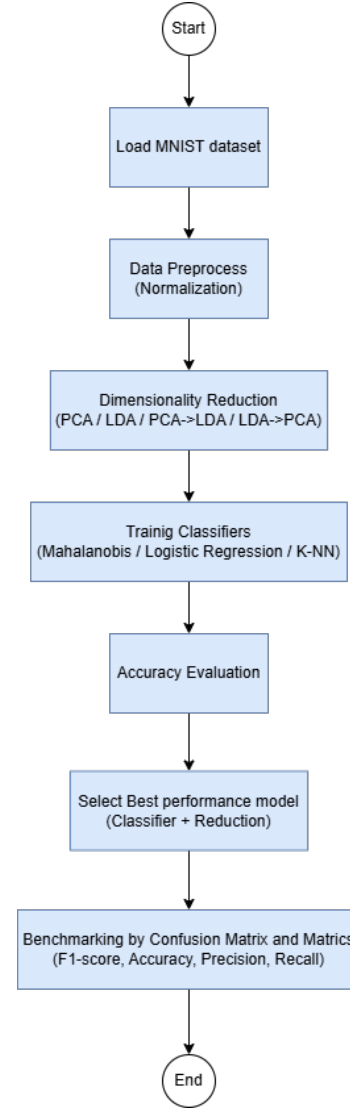 Start
Load MNIST dataset
Data Preprocess
(Normalization)
Dimensionality Reduction
(PCA / LDA / PCA->LDA / LDA->PCA)
Trainig Classifiers
(Mahalanobis / Logistic Regression / K-NN)
Accuracy Evaluation
Select Best performance model
(Classifier + Reduction)
Benchmarking by Confusion Matrix and Matrics
(F1-score, Accuracy, Precision, Recall)
End